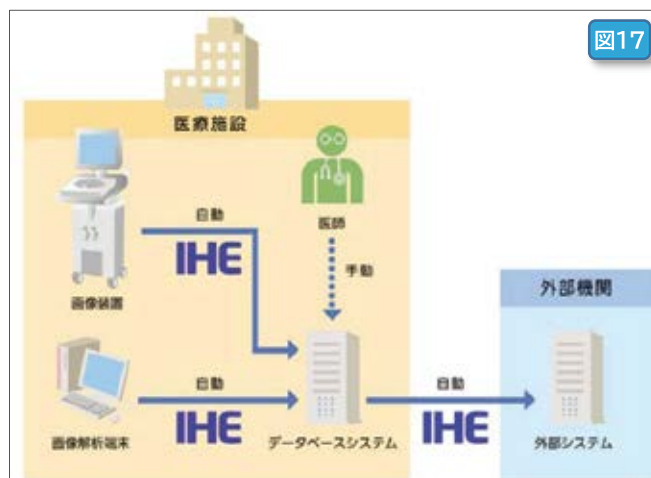 図17
医療施設
自動
IHE
医師
手動
画像装置
外部機関
自動
IHE
自動
IHE
画像解析端末
データベースシステム
外部システム